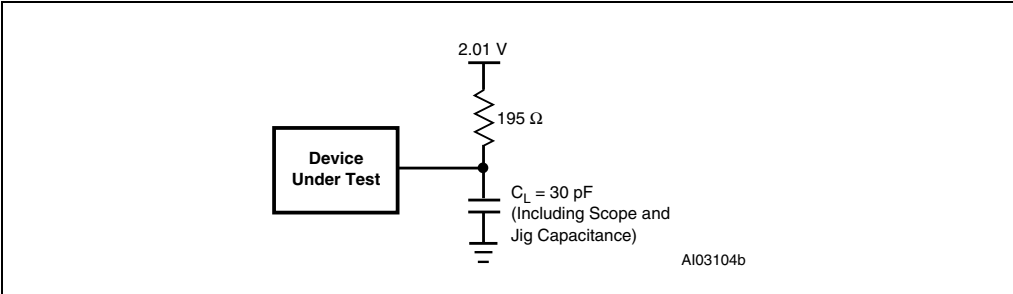 2.01 V
195 Ω
Device
Under Test
C_L = 30 pF
(Including Scope and
Jig Capacitance)
AI03104b